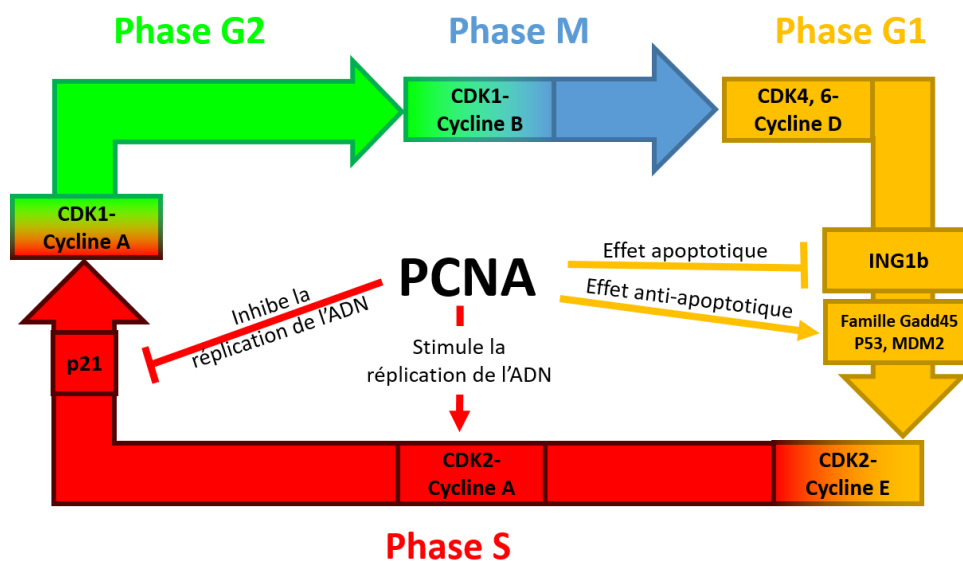 Phase G2
Phase M
Phase G1
CDK1-
Cycline B
CDK4, 6-
Cycline D
CDK1-
Cycline A
PCNA
Effet apoptotique
ING1b
Effet anti-apoptotique
Famille Gadd45
P53, MDM2
Inhibe la
réplication de l'ADN
p21
Stimule la
réplication de l'ADN
CDK2-
Cycline A
CDK2-
Cycline E
Phase S